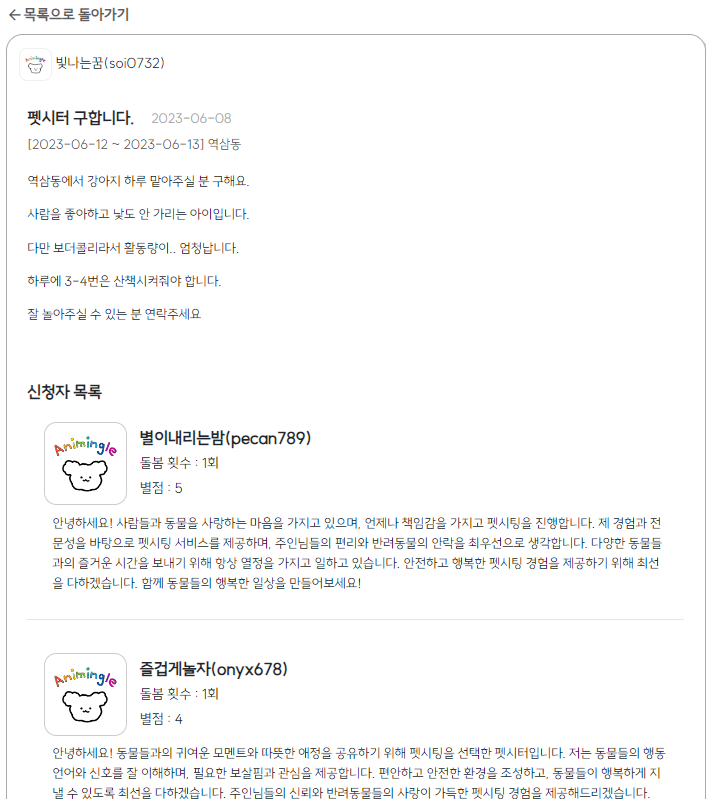 ← 목록으로 돌아가기
Animingle
빛나는꿈(soi0732)
펫시터 구합니다. 2023-06-08
[2023-06-12 ~ 2023-06-13] 역삼동
역삼동에서 강아지 하루 맡아주실 분 구해요.
사람을 좋아하고 낯도 안 가리는 아이입니다.
다만 보더콜리라서 활동량이.. 엄청납니다.
하루에 3-4번은 산책시켜줘야 합니다.
잘 놀아주실 수 있는 분 연락주세요
신청자 목록
Animingle
별이내리는밤(pecan789)
돌봄 횟수 : 1회
별점 : 5
안녕하세요! 사람들과 동물을 사랑하는 마음을 가지고 있으며, 언제나 책임감을 가지고 펫시팅을 진행합니다. 제 경험과 전
문성을 바탕으로 펫시팅 서비스를 제공하며, 주인님들의 편리와 반려동물의 안락을 최우선으로 생각합니다. 다양한 동물들
과의 즐거운 시간을 보내기 위해 항상 열정을 가지고 일하고 있습니다. 안전하고 행복한 펫시팅 경험을 제공하기 위해 최선
을 다하겠습니다. 함께 동물들의 행복한 일상을 만들어보세요!
Animingle
즐겁게놀자(onyx678)
돌봄 횟수 : 1회
별점 : 4
안녕하세요! 동물들과의 귀여운 모멘트와 따뜻한 애정을 공유하기 위해 펫시팅을 선택한 펫시터입니다. 저는 동물들의 행동
언어와 신호를 잘 이해하며, 필요한 보살핌과 관심을 제공합니다. 편안하고 안전한 환경을 조성하고, 동물들이 행복하게 지
낼 수 있도록 최선을 다하겠습니다. 주인님들의 신뢰와 반려동물들의 사랑이 가득한 펫시팅 경험을 제공해드리겠습니다.